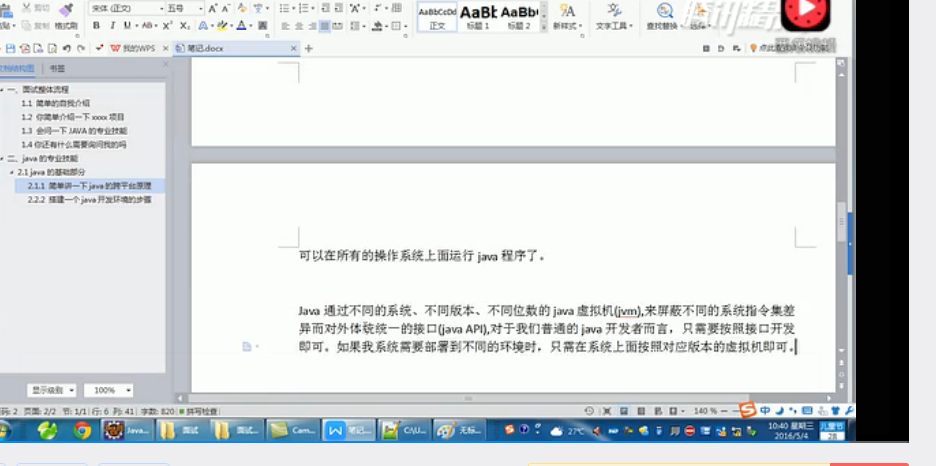 剪切
宋体 (正文)
五号
粘贴
复制 格式刷
B I U
AaBbCcDd AaBb AaBb
正文 标题 1 标题 2 新样式 文字工具 查找替换 选择
我的WPS 笔记.docx
文档结构图 书签
一、面试整体流程
1.1 简单的自我介绍
1.2 你简单介绍一下 xxxx 项目
1.3 会问一下 JAVA 的专业技能
1.4 你还有什么需要询问我的吗
二、java 的专业技能
2.1 java 的基础部分
2.1.1 简单讲一下 java 的跨平台原理
2.2.2 搭建一个 java 开发环境的步骤
可以在所有的操作系统上面运行 java 程序了。
Java 通过不同的系统、不同版本、不同位数的 java 虚拟机(jvm),来屏蔽不同的系统指令集差
异而对外体统统一的接口(java API),对于我们普通的 java 开发者而言，只需要按照接口开发
即可。如果我系统需要部署到不同的环境时，只需在系统上面按照对应版本的虚拟机即可。
显示级别 100%
页码: 2 页面: 2/2 节: 1/1 行: 6 列: 41 字数: 820 拼写检查
140 %
中
Java... 面试 面试... Cam... 笔记... C:\U... 无标...
27℃
10:40 星期三
2016/5/4
儿童节
28